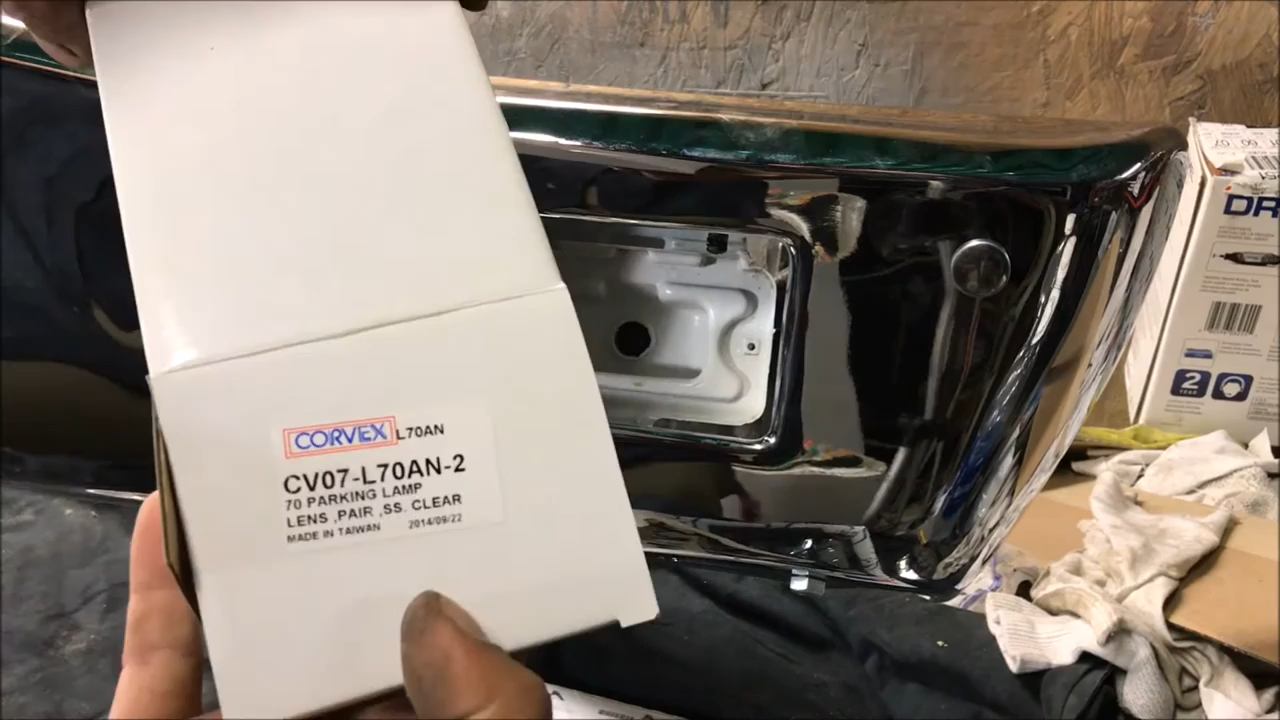 CORVEX L70AN
CV07-L70AN-2
70 PARKING LAMP
LENS ,PAIR ,SS. CLEAR
MADE IN TAIWAN 2014/09/22
DR
2
YEAR